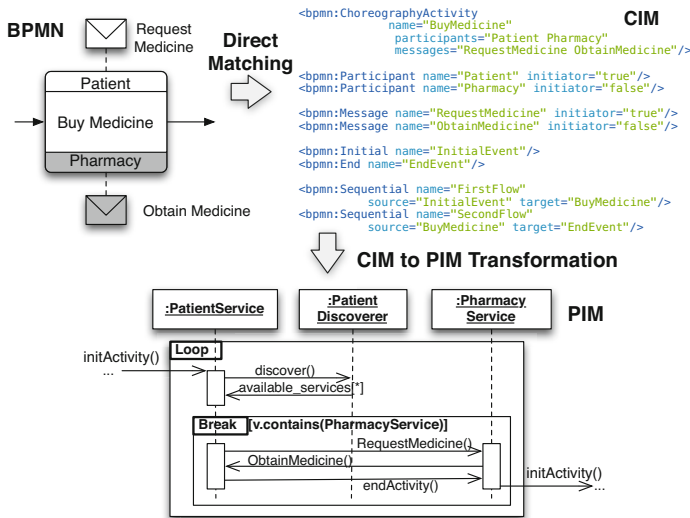 BPMN
Request
Medicine
Patient
Buy Medicine
Pharmacy
Obtain Medicine
Direct
Matching
CIM
<bpmn:ChoreographyActivity
name="BuyMedicine"
participants="Patient Pharmacy"
messages="RequestMedicine ObtainMedicine"/>
<bpmn:Participant name="Patient" initiator="true"/>
<bpmn:Participant name="Pharmacy" initiator="false"/>
<bpmn:Message name="RequestMedicine" initiator="true"/>
<bpmn:Message name="ObtainMedicine" initiator="false"/>
<bpmn:Initial name="InitialEvent"/>
<bpmn:End name="EndEvent"/>
<bpmn:Sequential name="FirstFlow"
source="InitialEvent" target="BuyMedicine"/>
<bpmn:Sequential name="SecondFlow"
source="BuyMedicine" target="EndEvent"/>
CIM to PIM Transformation
:PatientService
:Patient
Discoverer
:Pharmacy
Service
PIM
Loop
initActivity()
...
discover()
available_services[*]
Break [v.contains(PharmacyService)]
RequestMedicine()
ObtainMedicine()
endActivity()
initActivity()
...